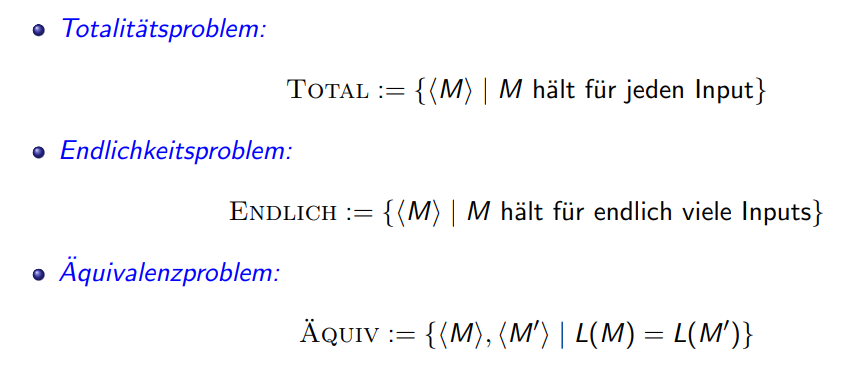 Totalitätsproblem:
TOTAL := {⟨M⟩ | M hält für jeden Input}
Endlichkeitsproblem:
ENDLICH := {⟨M⟩ | M hält für endlich viele Inputs}
Äquivalenzproblem:
ÄQUIV := {⟨M⟩, ⟨M′⟩ | L(M) = L(M′)}